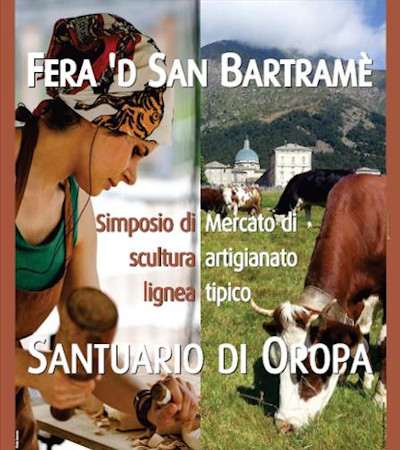 FERA 'D SAN BARTRAMÈ
Simposio di
scultura
lignea
Mercato di
artigianato
tipico
SANTUARIO DI OROPA